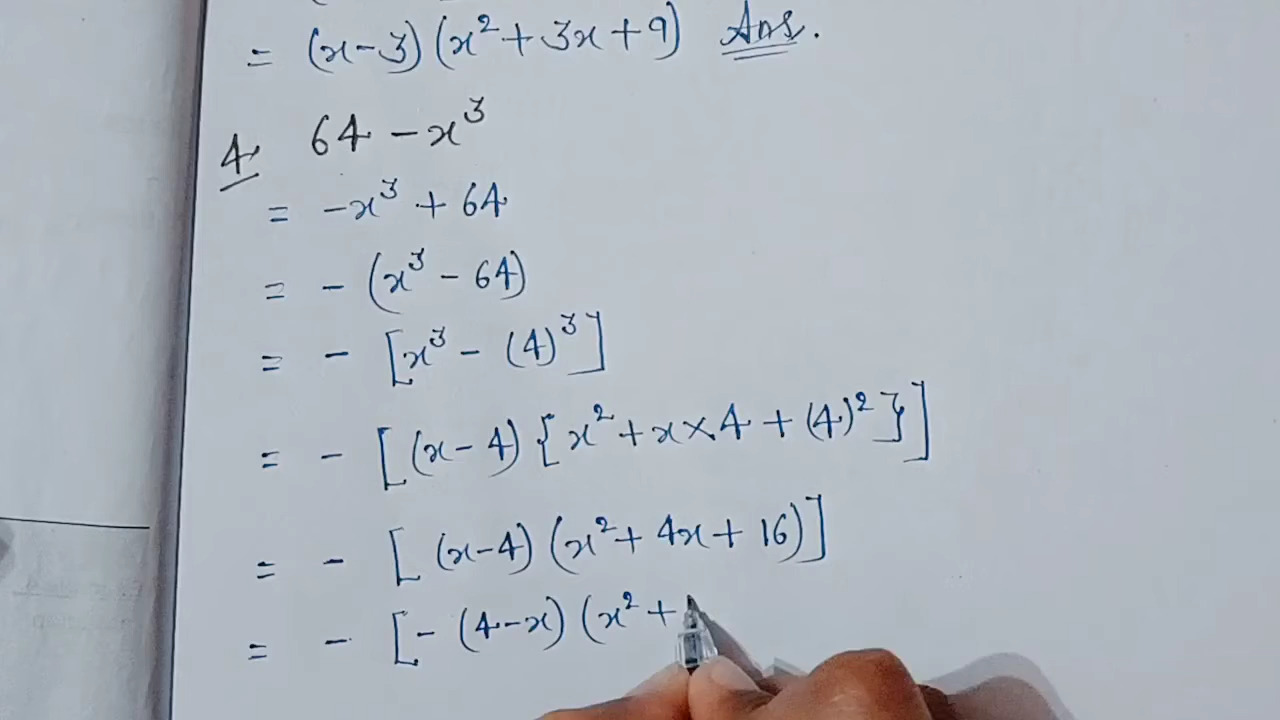 = (x-3) (x² + 3x + 9) Ans.
4. 64 - x³
= -x³ + 64
= - (x³ - 64)
= - [x³ - (4)³]
= - [(x-4) {x² + x × 4 + (4)²}]
= - [(x-4) (x² + 4x + 16)]
= - [- (4-x) (x² +